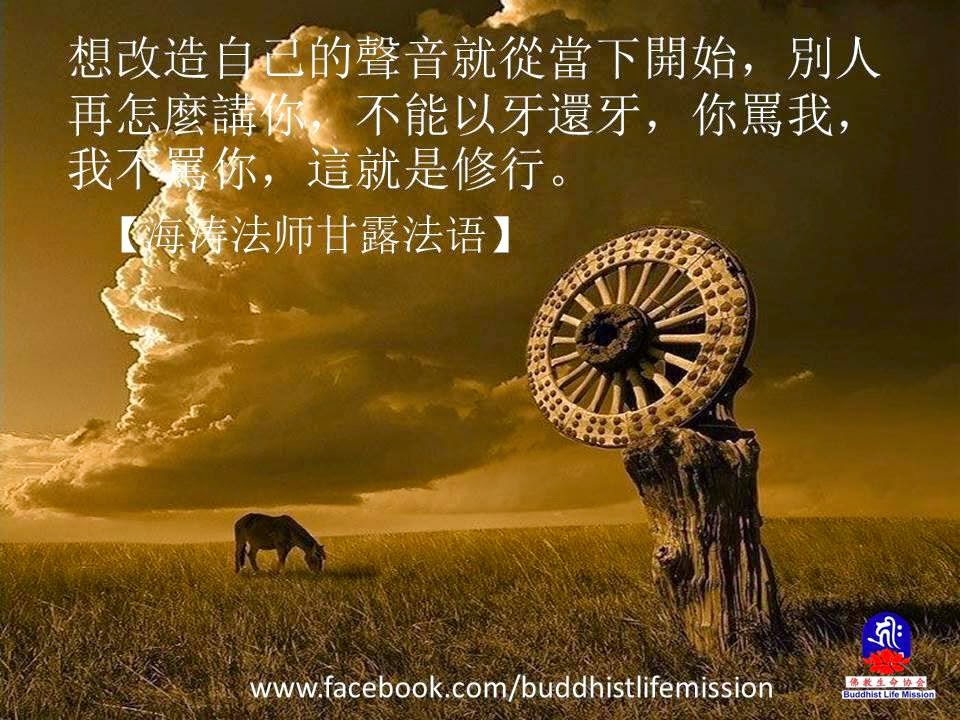 想改造自己的聲音就從當下開始，別人
再怎麼講你，不能以牙還牙，你罵我，
我不罵你，這就是修行。
【海涛法师甘露法语】
www.facebook.com/buddhistlifemission
佛教生命协会
Buddhist Life Mission